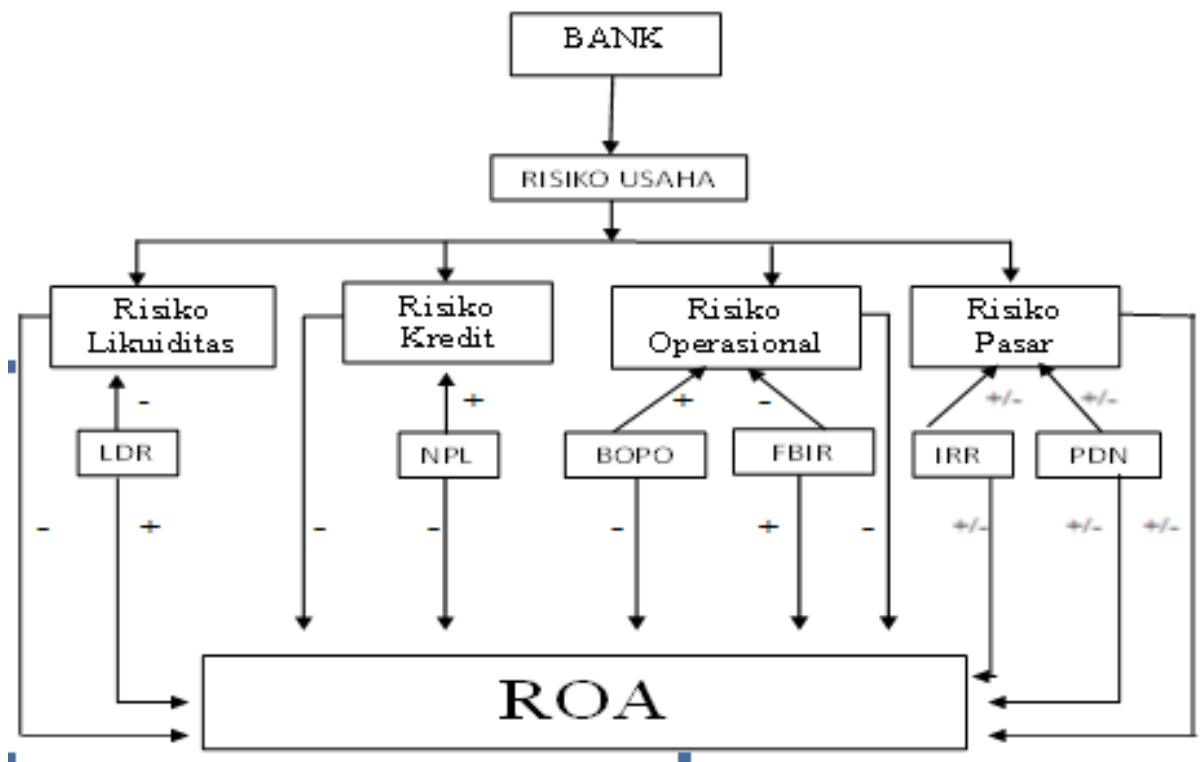 BANK
RISIKO USAHA
Risiko
Likuiditas
Risiko
Kredit
Risiko
Operasional
Risiko
Pasar
-
+
+
-
+/-
+/-
LDR
NPL
BOPO
FBIR
IRR
PDN
-
+
-
-
-
+
-
+/-
+/-
+/-
ROA